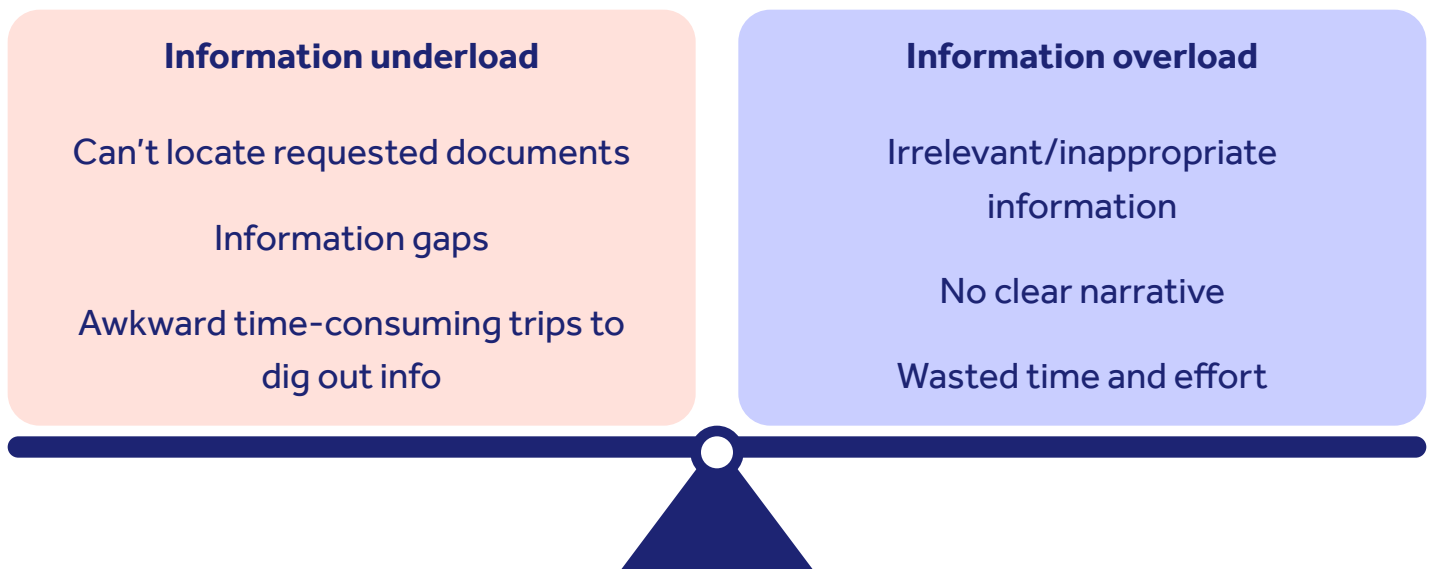 Information underload
Can’t locate requested documents
Information gaps
Awkward time-consuming trips to
dig out info
Information overload
Irrelevant/inappropriate
information
No clear narrative
Wasted time and effort